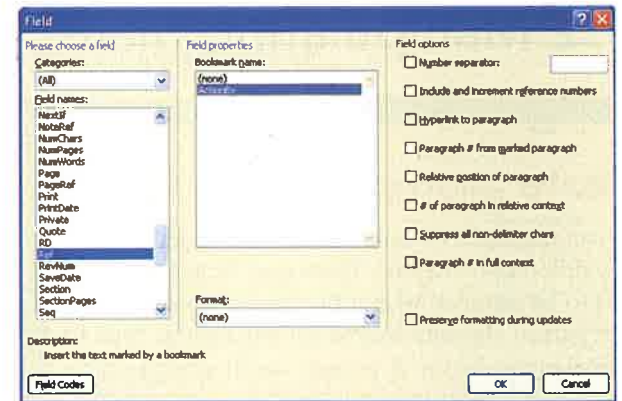 Field
Please choose a field
Categories:
(All)
Field names:
NextIf
NoteRef
NumChars
NumPages
NumWords
Page
PageRef
Print
PrintDate
Private
Quote
RD
Ref
RevNum
SaveDate
Section
SectionPages
Seq
Field properties
Bookmark name:
(none)
Format:
(none)
Field options
Number separator:
Include and increment reference numbers
Hyperlink to paragraph
Paragraph # from marked paragraph
Relative position of paragraph
# of paragraph in relative context
Suppress all non-delimiter chars
Paragraph # in full context
Preserve formatting during updates
Description:
Insert the text marked by a bookmark
Field Codes
OK
Cancel